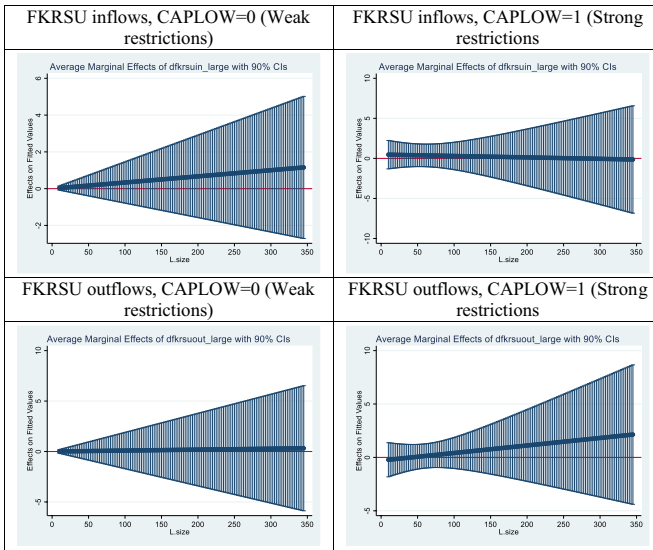 FKRSU inflows, CAPLOW=0 (Weak
restrictions)
FKRSU inflows, CAPLOW=1 (Strong
restrictions
Average Marginal Effects of dfkrsuin_large with 90% CIs
Effects on Fitted Values
6
4
2
0
-2
0 50 100 150 200 250 300 350
L.size
Average Marginal Effects of dfkrsuin_large with 90% CIs
Effects on Fitted Values
10
5
0
-5
-10
0 50 100 150 200 250 300 350
L.size
FKRSU outflows, CAPLOW=0 (Weak
restrictions)
FKRSU outflows, CAPLOW=1 (Strong
restrictions
Average Marginal Effects of dfkrsuout_large with 90% CIs
Effects on Fitted Values
10
5
0
-5
0 50 100 150 200 250 300 350
L.size
Average Marginal Effects of dfkrsuout_large with 90% CIs
Effects on Fitted Values
10
5
0
-5
0 50 100 150 200 250 300 350
L.size